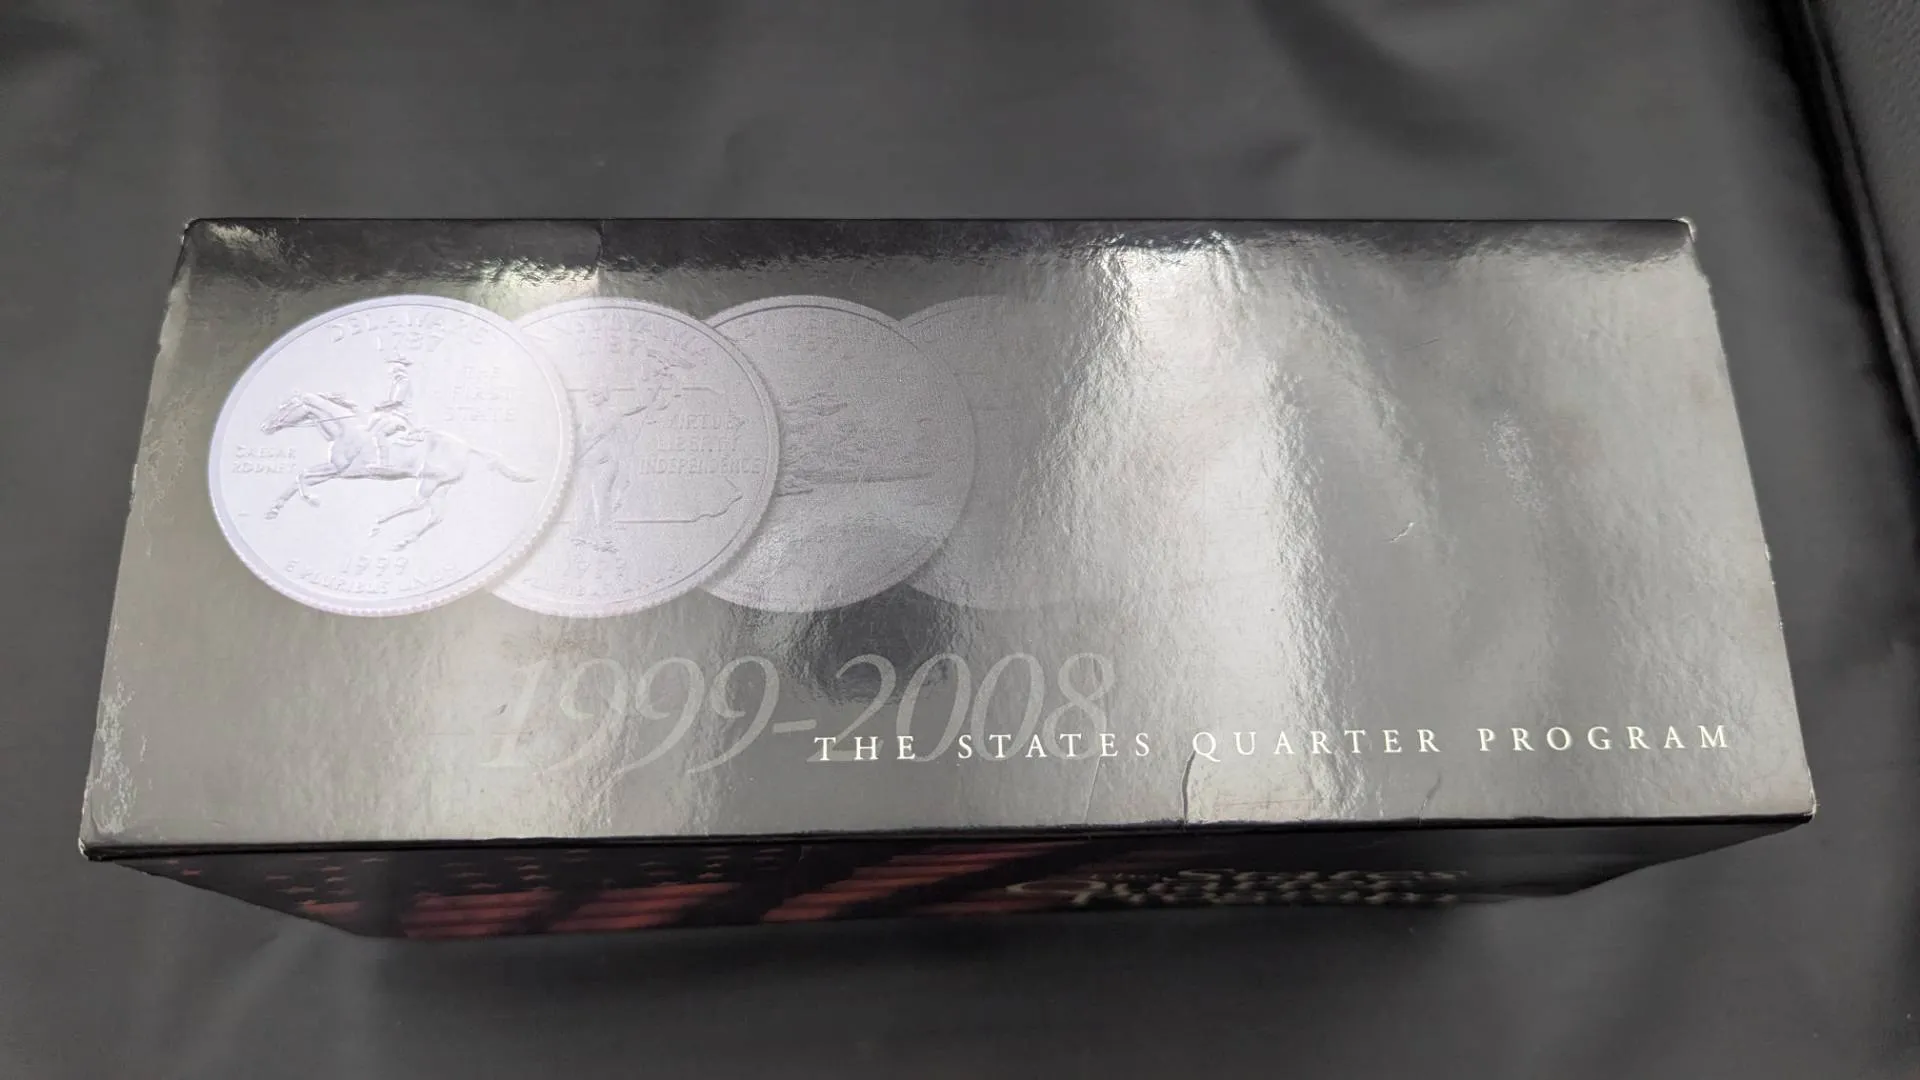 DELAWARE
1787
THE
FIRST
STATE
CAESAR
RODNEY
1999
E PLURIBUS UNUM
VIRTUE
LIBERTY
INDEPENDENCE
1999-2008
THE STATES QUARTER PROGRAM